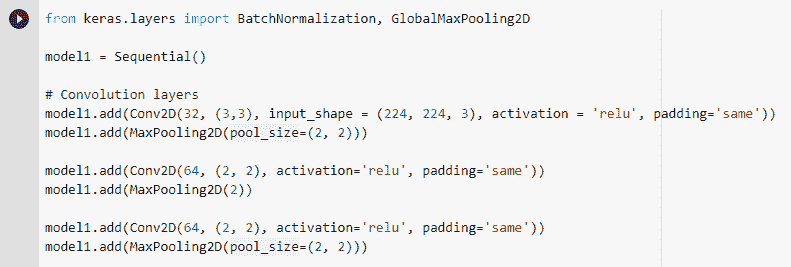 from keras.layers import BatchNormalization, GlobalMaxPooling2D
model1 = Sequential()
# Convolution layers
model1.add(Conv2D(32, (3,3), input_shape = (224, 224, 3), activation = 'relu', padding='same'))
model1.add(MaxPooling2D(pool_size=(2, 2)))
model1.add(Conv2D(64, (2, 2), activation='relu', padding='same'))
model1.add(MaxPooling2D(2))
model1.add(Conv2D(64, (2, 2), activation='relu', padding='same'))
model1.add(MaxPooling2D(pool_size=(2, 2)))